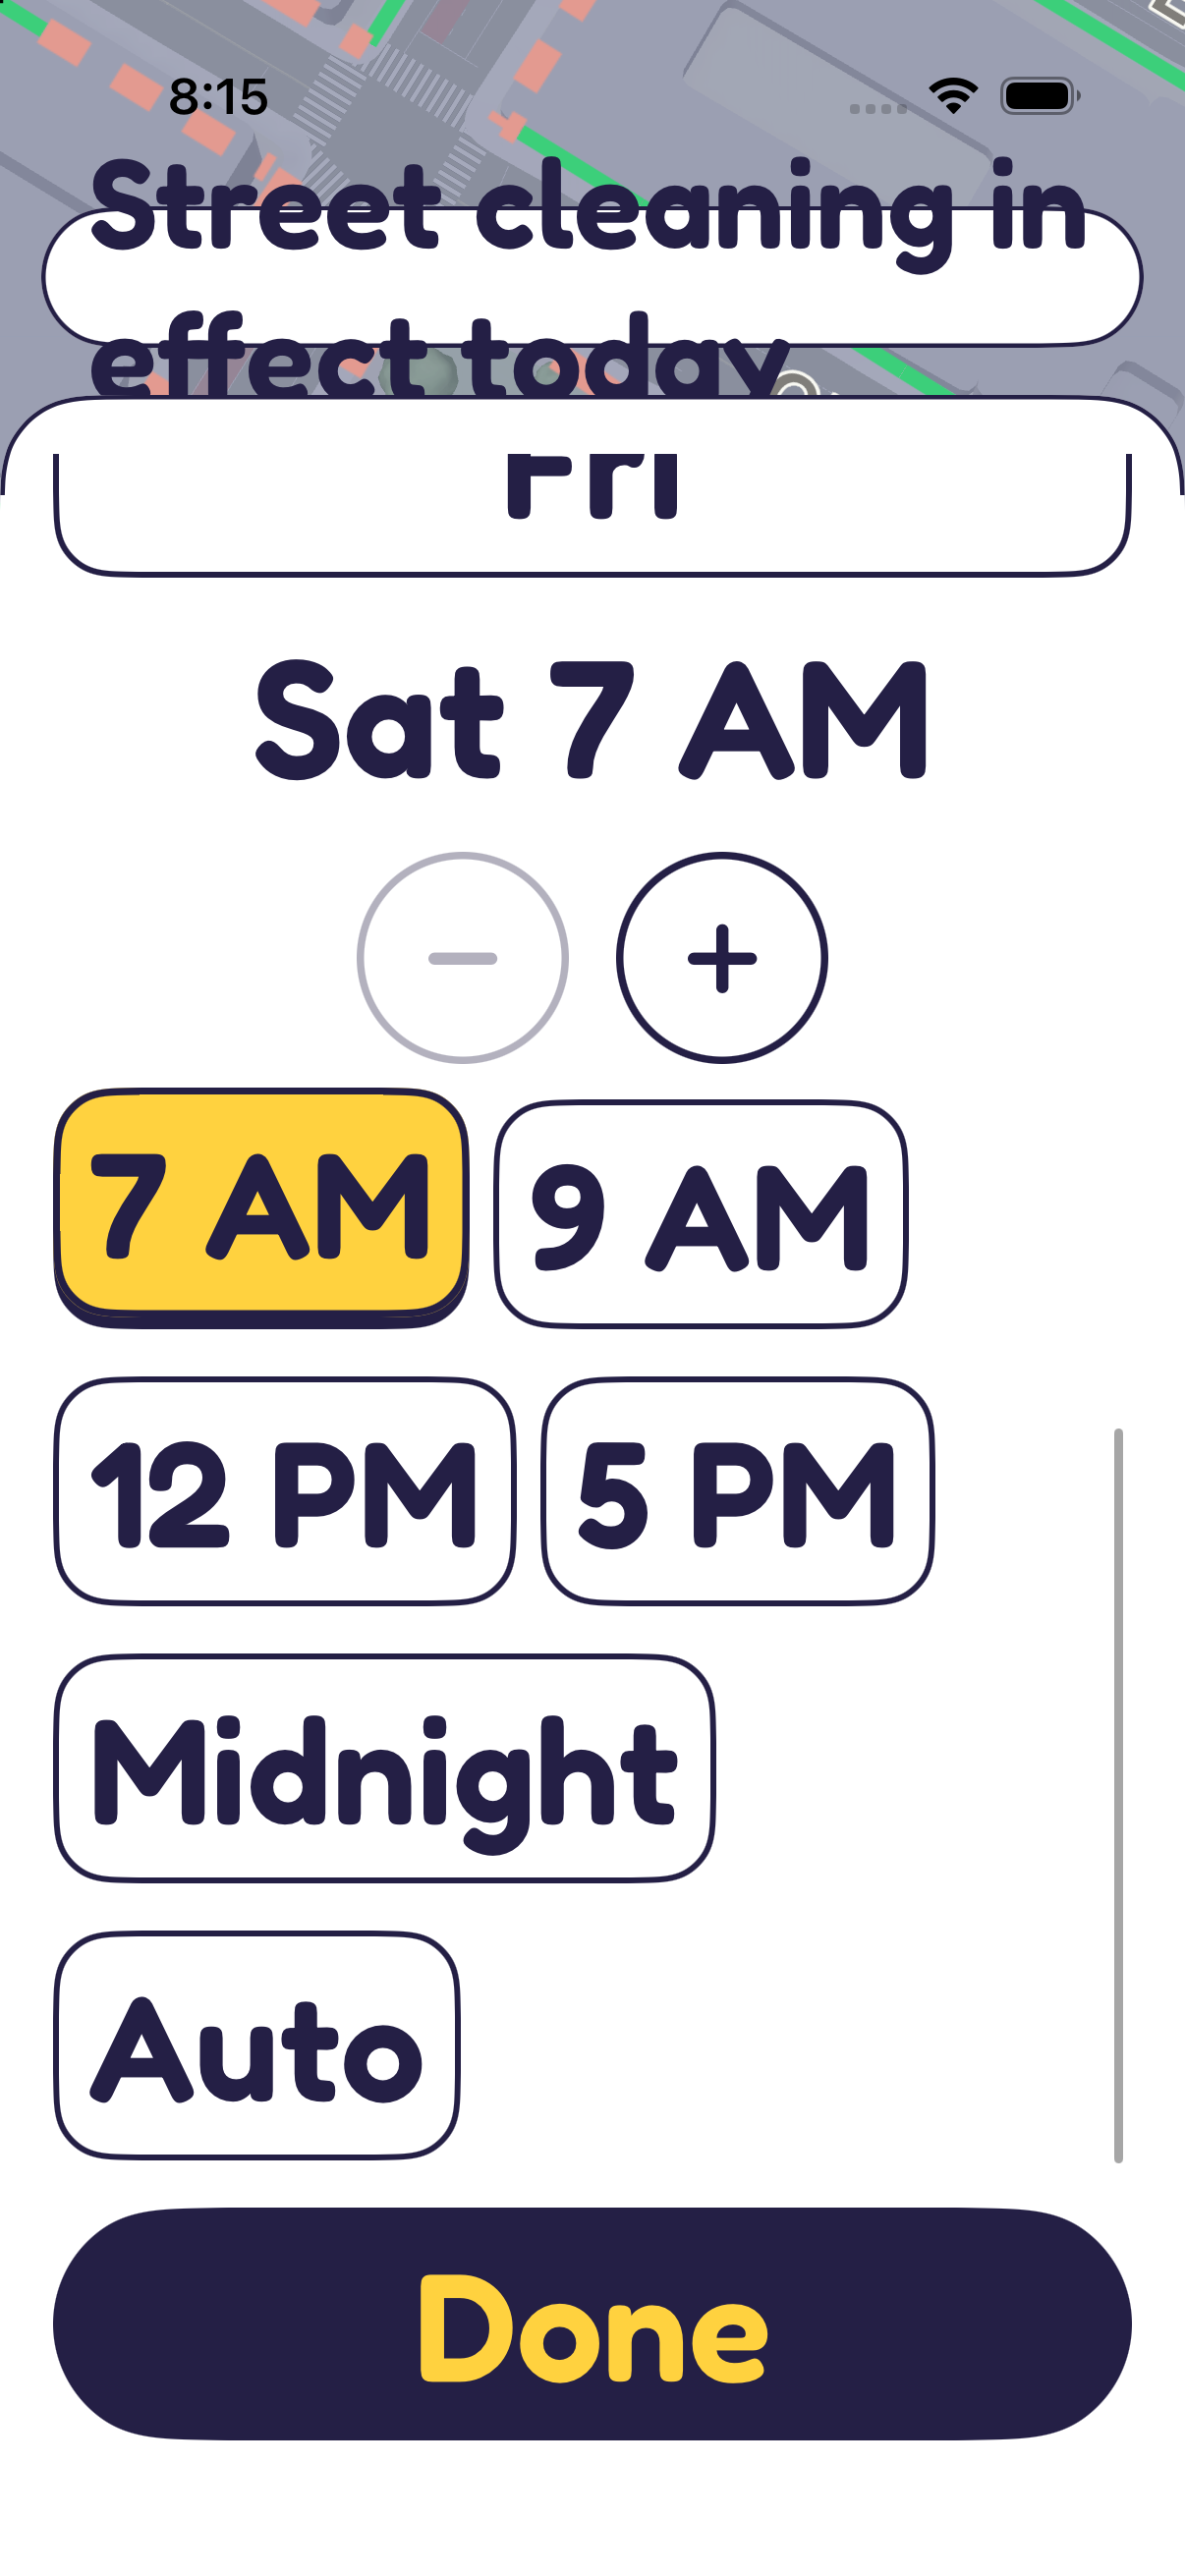 8:15
Street cleaning in
effect today
Fri
Sat 7 AM
7 AM
9 AM
12 PM
5 PM
Midnight
Auto
Done